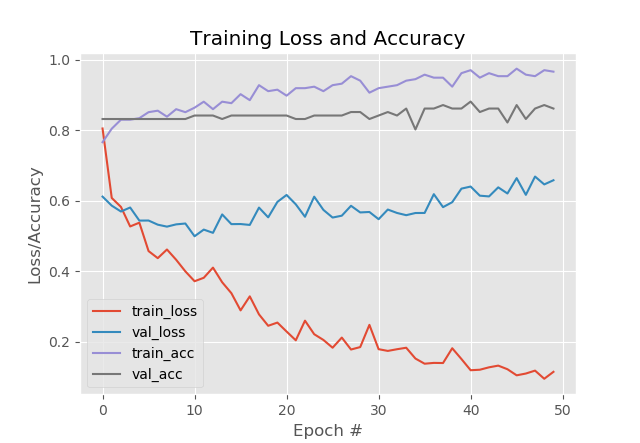 Training Loss and Accuracy
1.0
0.8
0.6
0.4
0.2
Loss/Accuracy
train_loss
val_loss
train_acc
val_acc
0 10 20 30 40 50
Epoch #